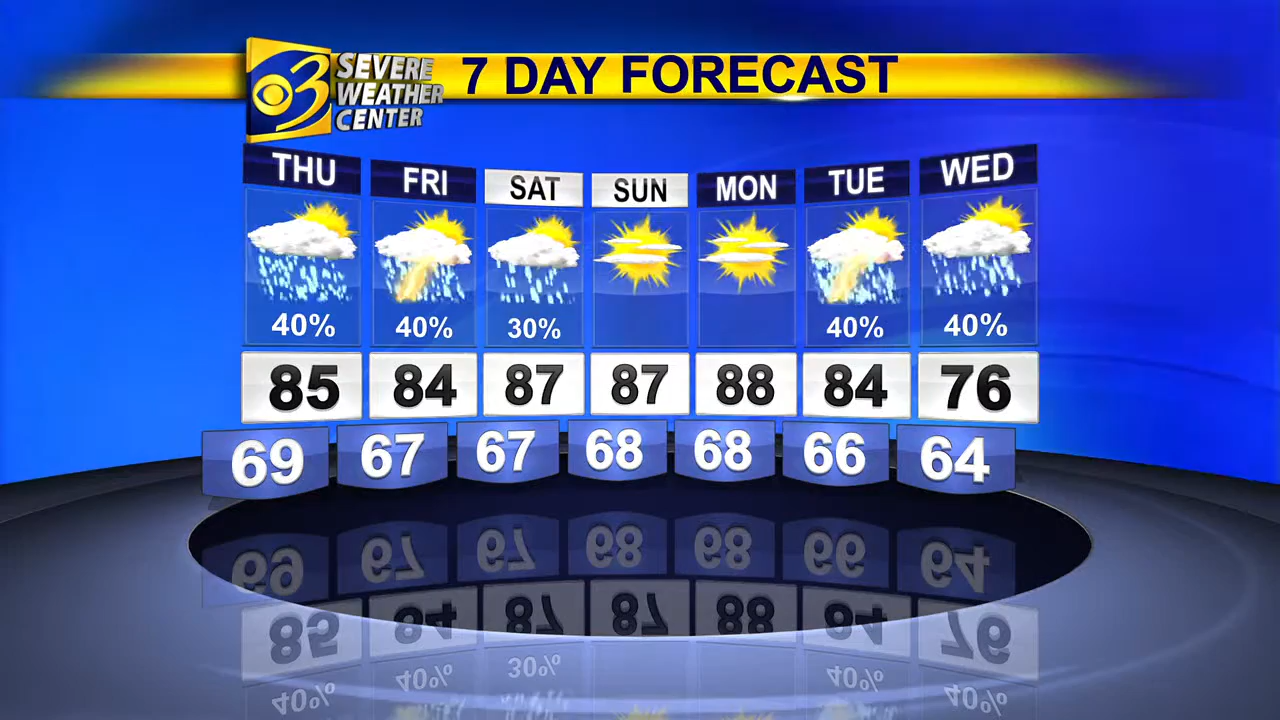 3
SEVERE
WEATHER
CENTER
7 DAY FORECAST
THU FRI SAT SUN MON TUE WED
40% 40% 30% 40% 40%
85 84 87 87 88 84 76
69 67 67 68 68 66 64